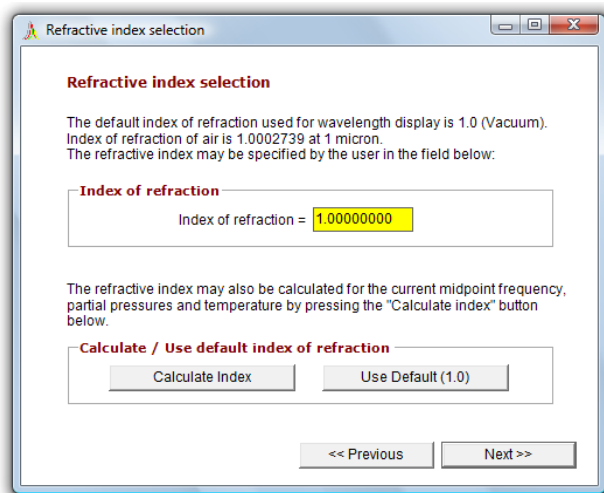 Refractive index selection
Refractive index selection
The default index of refraction used for wavelength display is 1.0 (Vacuum).
Index of refraction of air is 1.0002739 at 1 micron.
The refractive index may be specified by the user in the field below:
Index of refraction
Index of refraction = 1.00000000
The refractive index may also be calculated for the current midpoint frequency,
partial pressures and temperature by pressing the "Calculate index" button
below.
Calculate / Use default index of refraction
Calculate Index Use Default (1.0)
<< Previous Next >>